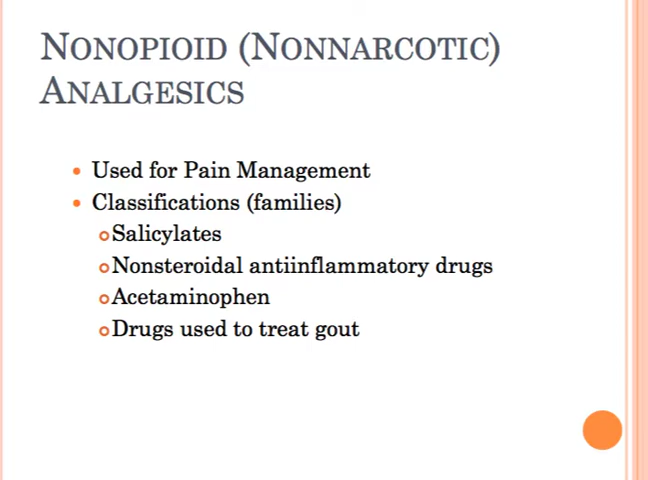 Nonopioid (Nonnarcotic)
Analgesics
Used for Pain Management
Classifications (families)
Salicylates
Nonsteroidal antiinflammatory drugs
Acetaminophen
Drugs used to treat gout